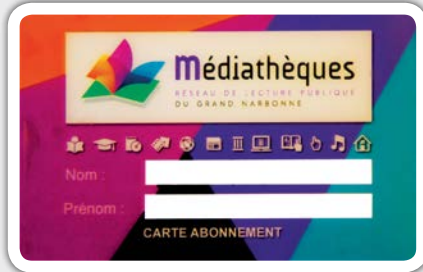 Médiathèques
RÉSEAU DE LECTURE PUBLIQUE
DU GRAND NARBONNE
Nom :
Prénom :
CARTE ABONNEMENT